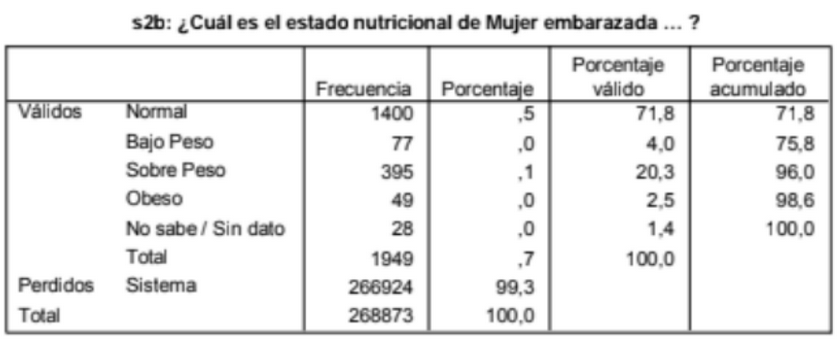 s2b: ¿Cuál es el estado nutricional de Mujer embarazada ... ?
Frecuencia Porcentaje Porcentaje válido Porcentaje acumulado
Válidos Normal 1400 ,5 71,8 71,8
Bajo Peso 77 ,0 4,0 75,8
Sobre Peso 395 ,1 20,3 96,0
Obeso 49 ,0 2,5 98,6
No sabe / Sin dato 28 ,0 1,4 100,0
Total 1949 ,7 100,0
Perdidos Sistema 266924 99,3
Total 268873 100,0